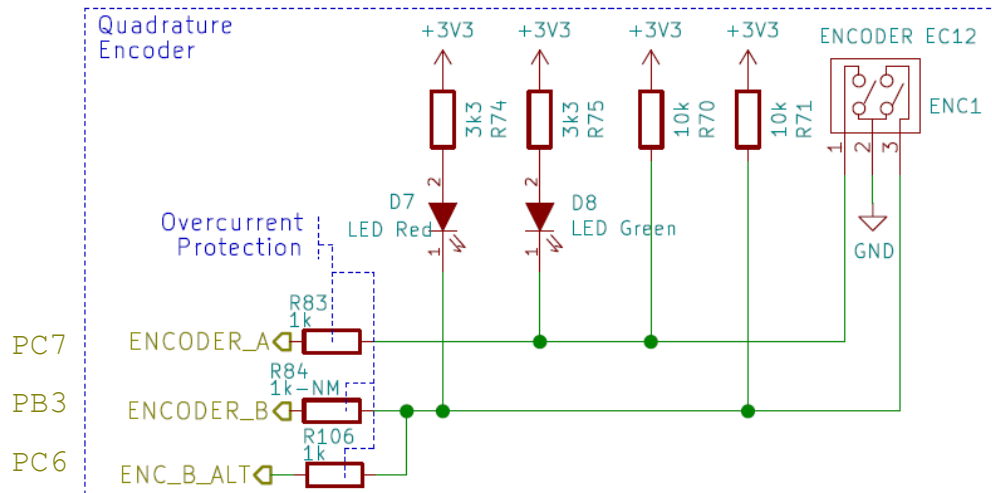 Quadrature
Encoder
+3V3
+3V3
+3V3
+3V3
ENCODER EC12
3k3
R74
3k3
R75
10k
R70
10k
R71
ENC1
1
2
3
2
D7
LED Red
1
2
D8
LED Green
1
GND
Overcurrent
Protection
R83
1k
PC7
ENCODER_A
R84
1k-NM
PB3
ENCODER_B
R106
1k
PC6
ENC_B_ALT